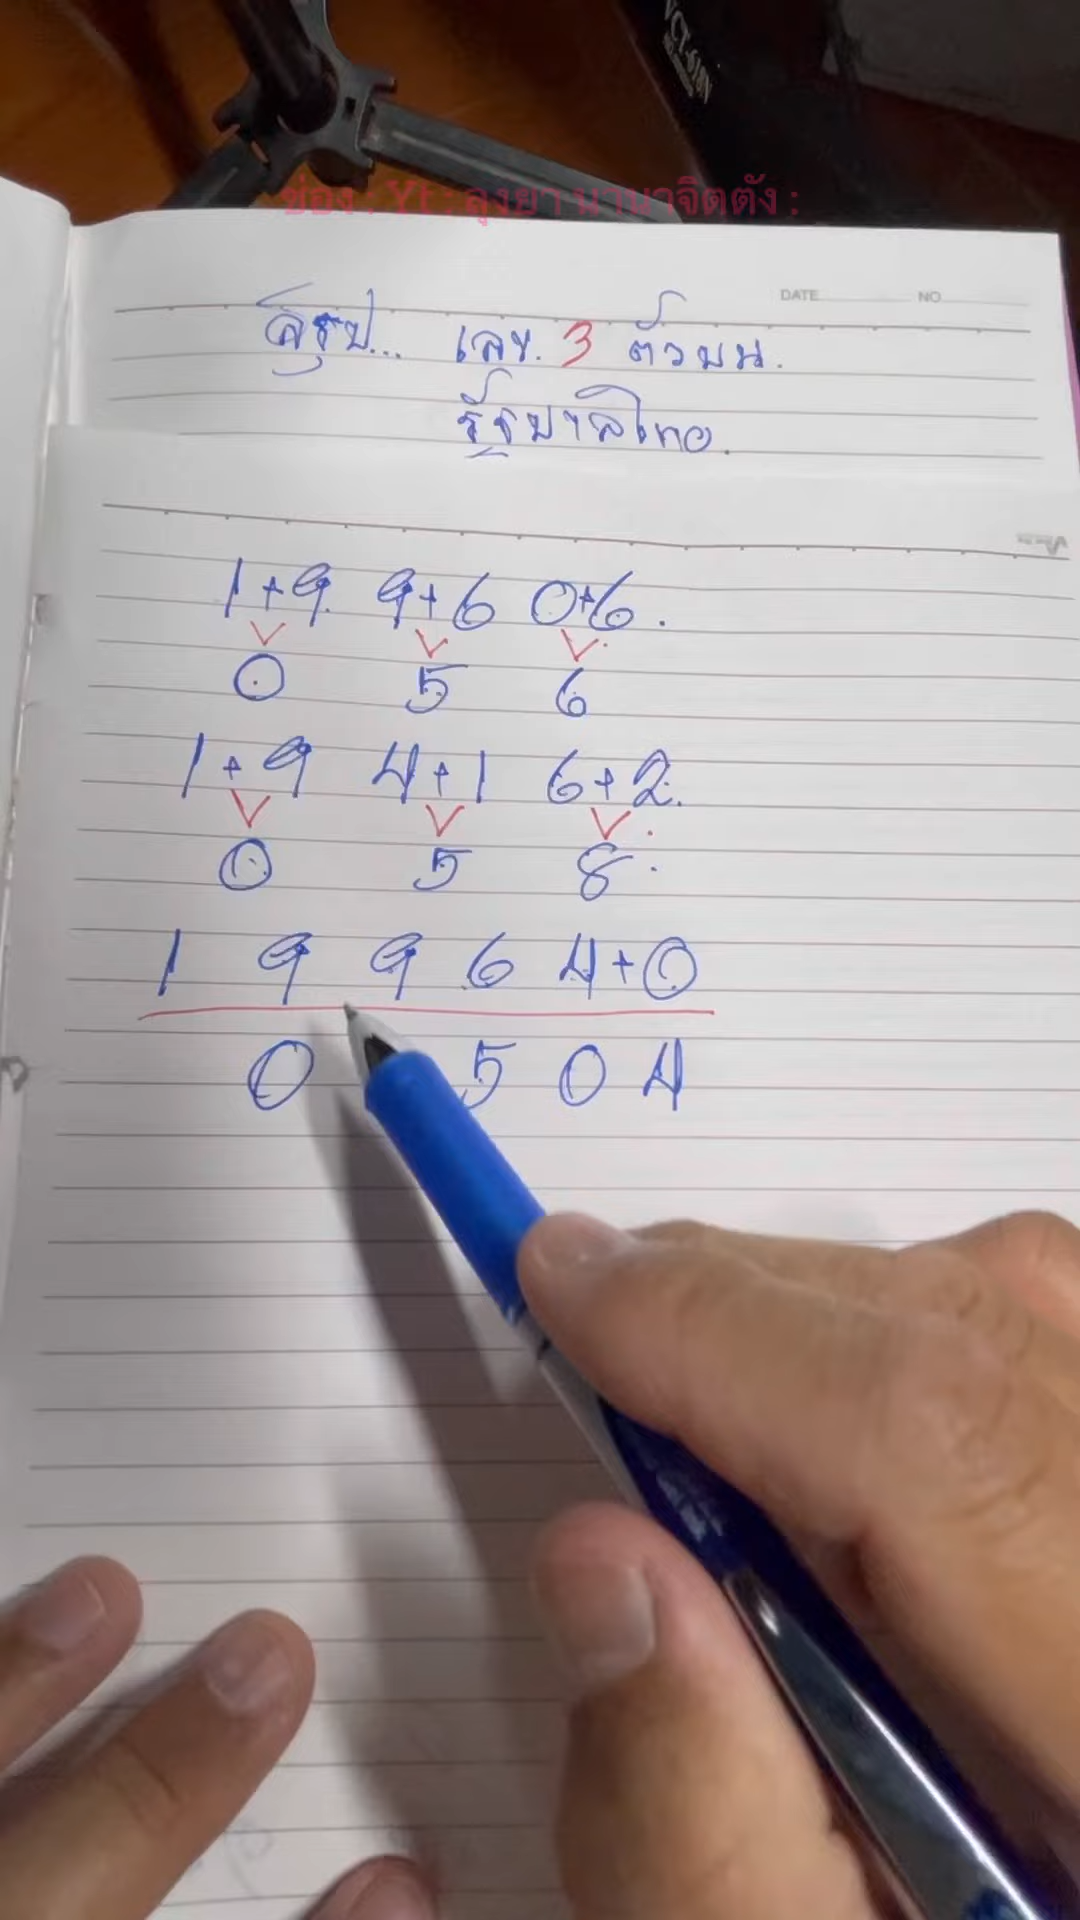 ช่อง : Yt : ลุงยา นานาจิตตัง :
DATE NO
สรุป... เลข. 3 ตัวบน.
รัฐบาลไทย.
1+9 9+6 0+6.
0 5 6
1+9 4+1 6+2.
0 5 8.
1 9 9 6 4+0
0 5 0 4